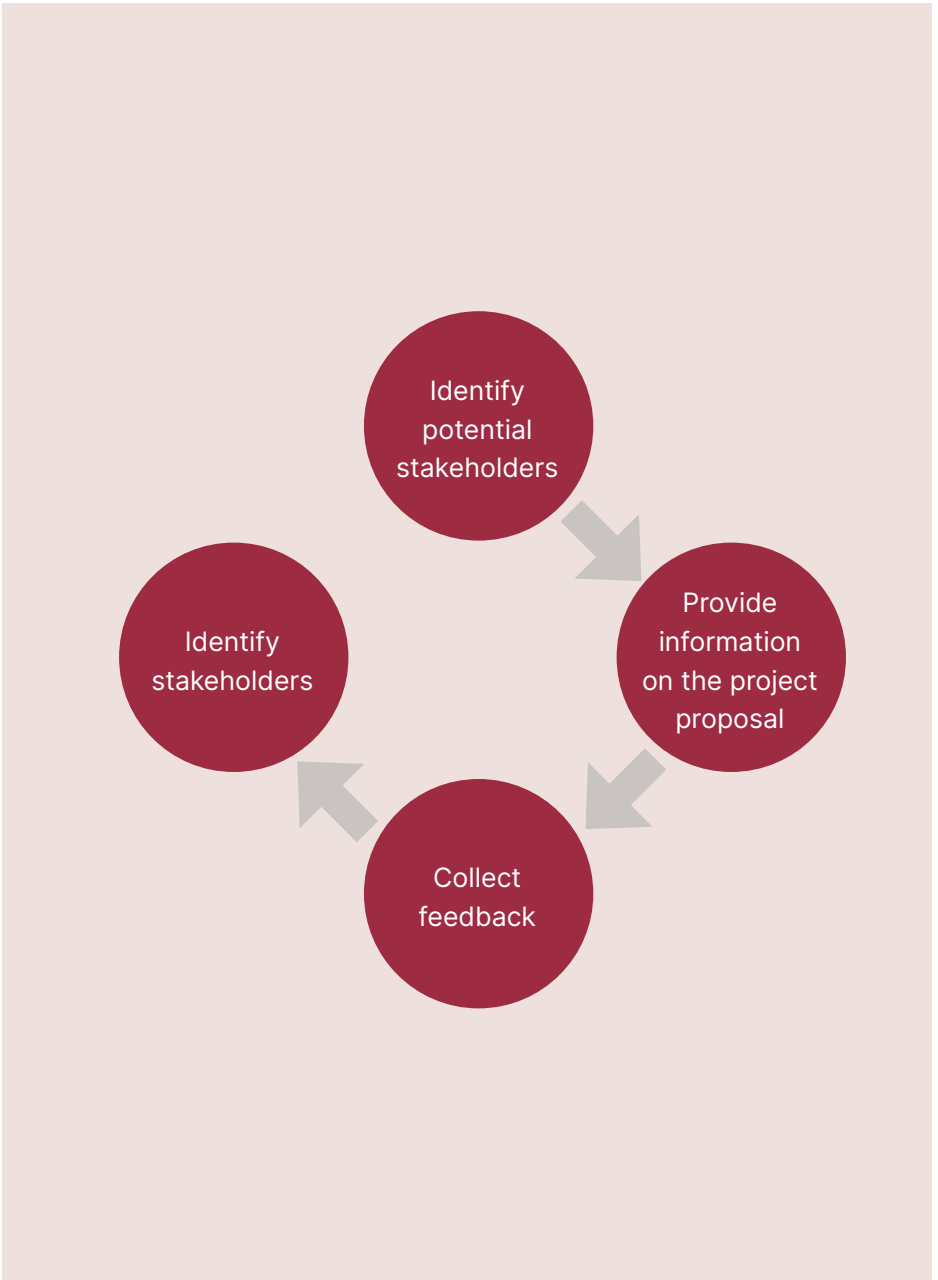 Identify
potential
stakeholders
Provide
information
on the project
proposal
Collect
feedback
Identify
stakeholders